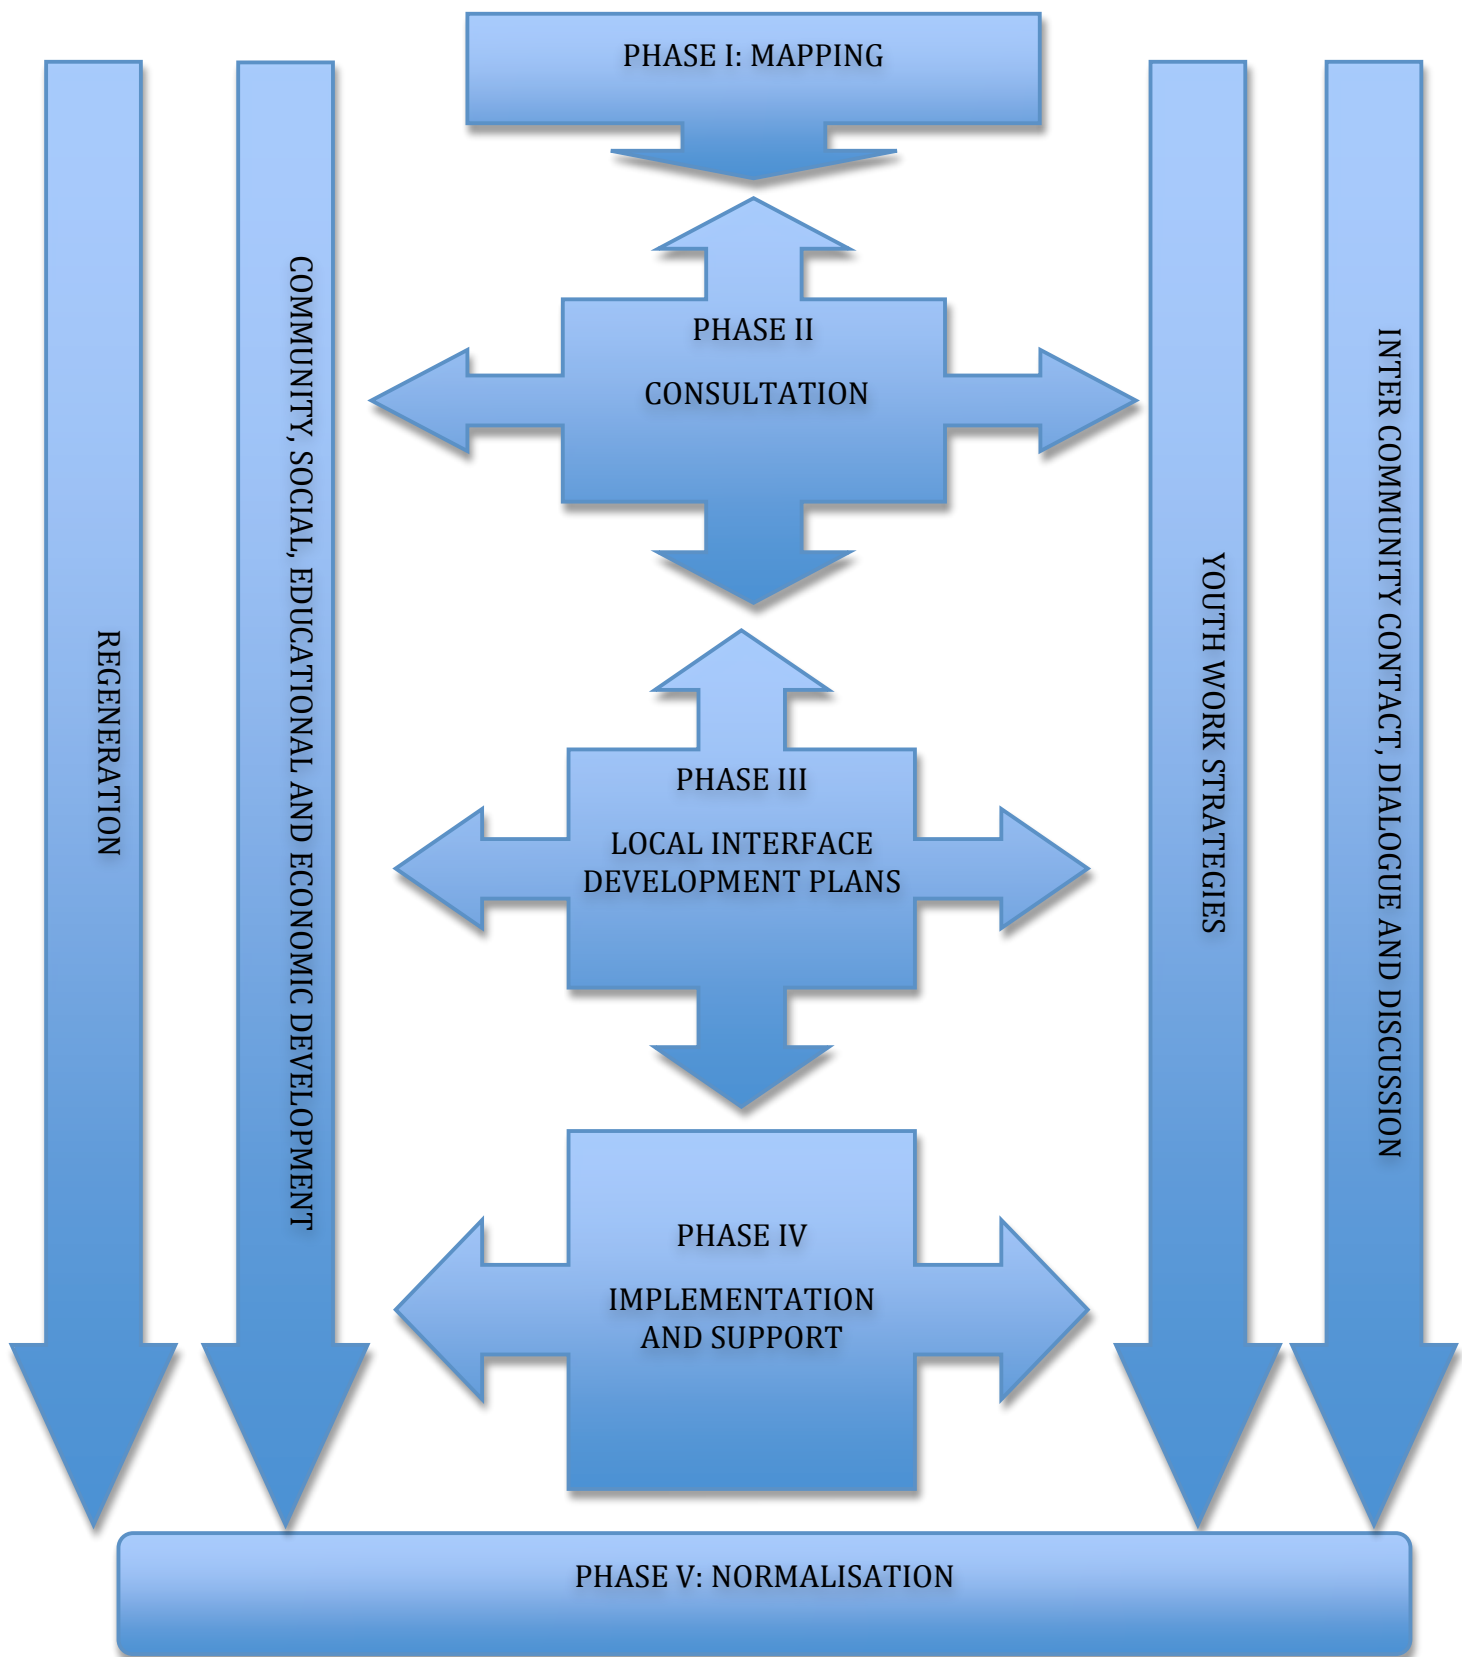 PHASE I: MAPPING
PHASE II
CONSULTATION
PHASE III
LOCAL INTERFACE
DEVELOPMENT PLANS
PHASE IV
IMPLEMENTATION
AND SUPPORT
REGENERATION
COMMUNITY, SOCIAL, EDUCATIONAL AND ECONOMIC DEVELOPMENT
YOUTH WORK STRATEGIES
INTER COMMUNITY CONTACT, DIALOGUE AND DISCUSSION
PHASE V: NORMALISATION